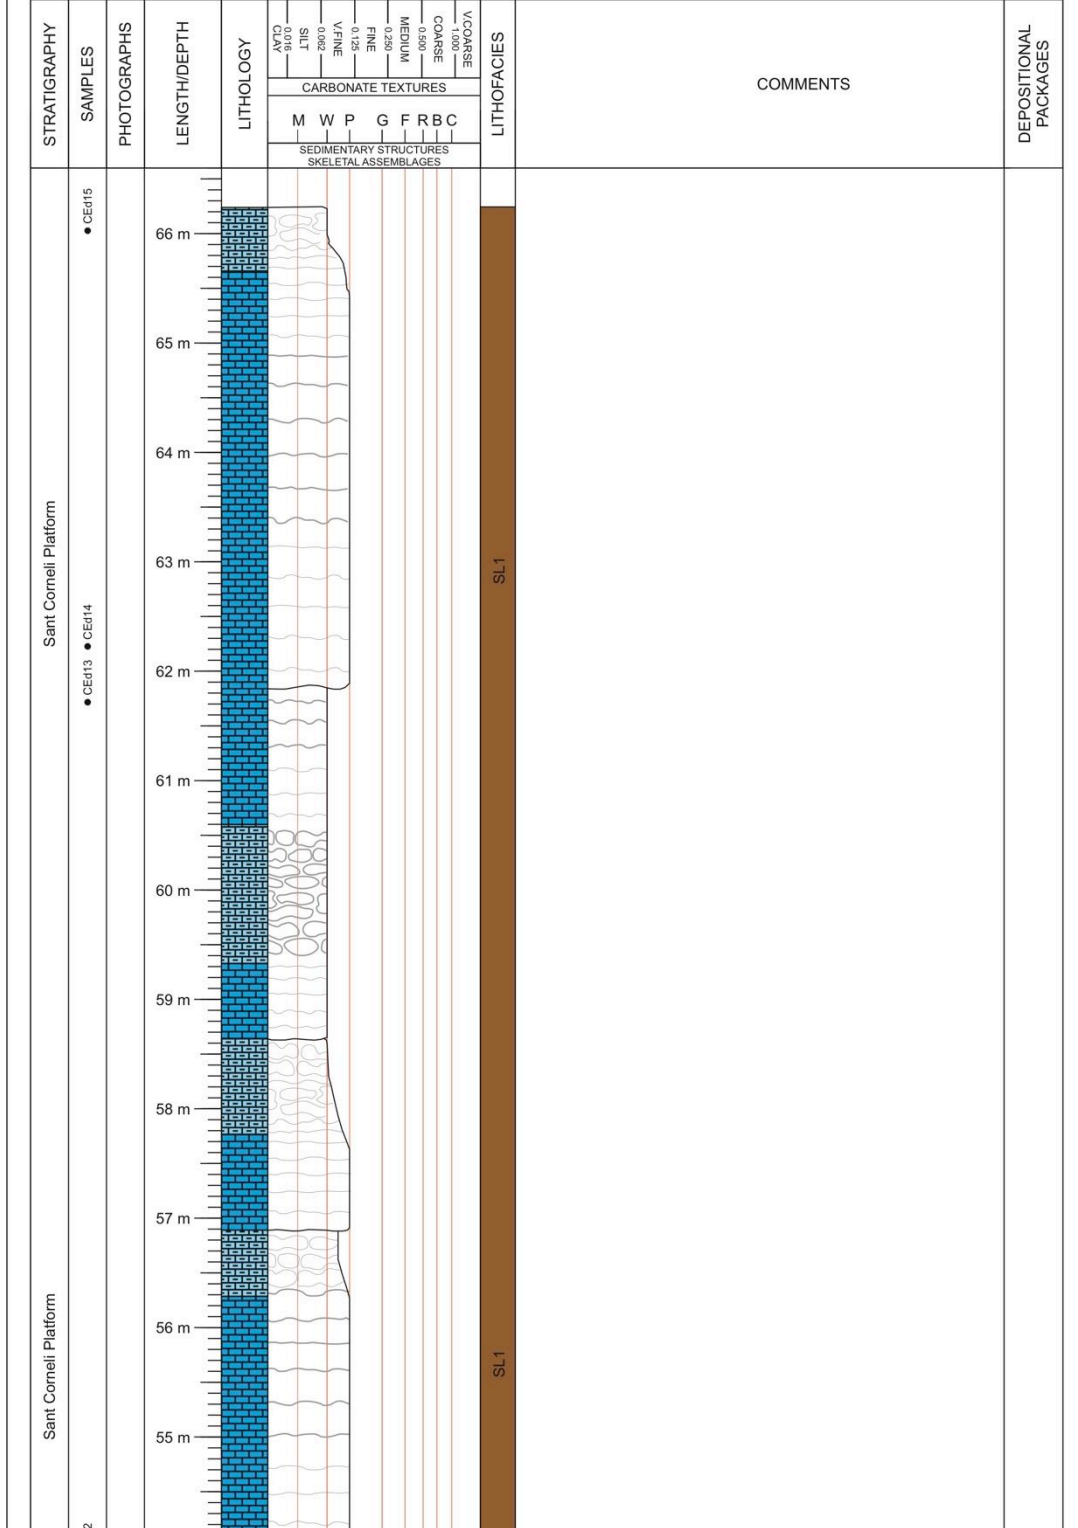 STRATIGRAPHY
SAMPLES
PHOTOGRAPHS
LENGTH/DEPTH
LITHOLOGY
CLAY
0.016
SILT
0.062
V.FINE
0.125
FINE
0.250
MEDIUM
0.500
COARSE
1.000
V.COARSE
CARBONATE TEXTURES
M W P G F R B C
SEDIMENTARY STRUCTURES
SKELETAL ASSEMBLAGES
LITHOFACIES
COMMENTS
DEPOSITIONAL
PACKAGES
CEd15
66 m
65 m
64 m
Sant Corneli Platform
63 m
SL1
CEd13 CEd14
62 m
61 m
60 m
59 m
58 m
57 m
Sant Corneli Platform
56 m
SL1
55 m
2